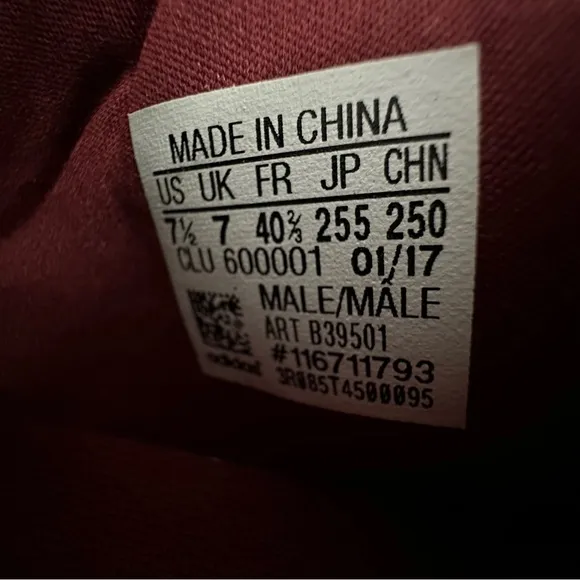 MADE IN CHINA
US UK FR JP CHN
7½ 7 40⅔ 255 250
CLU 600001 01/17
MALE/MÂLE
ART B39501
#116711793
adidas
3R085T4500095